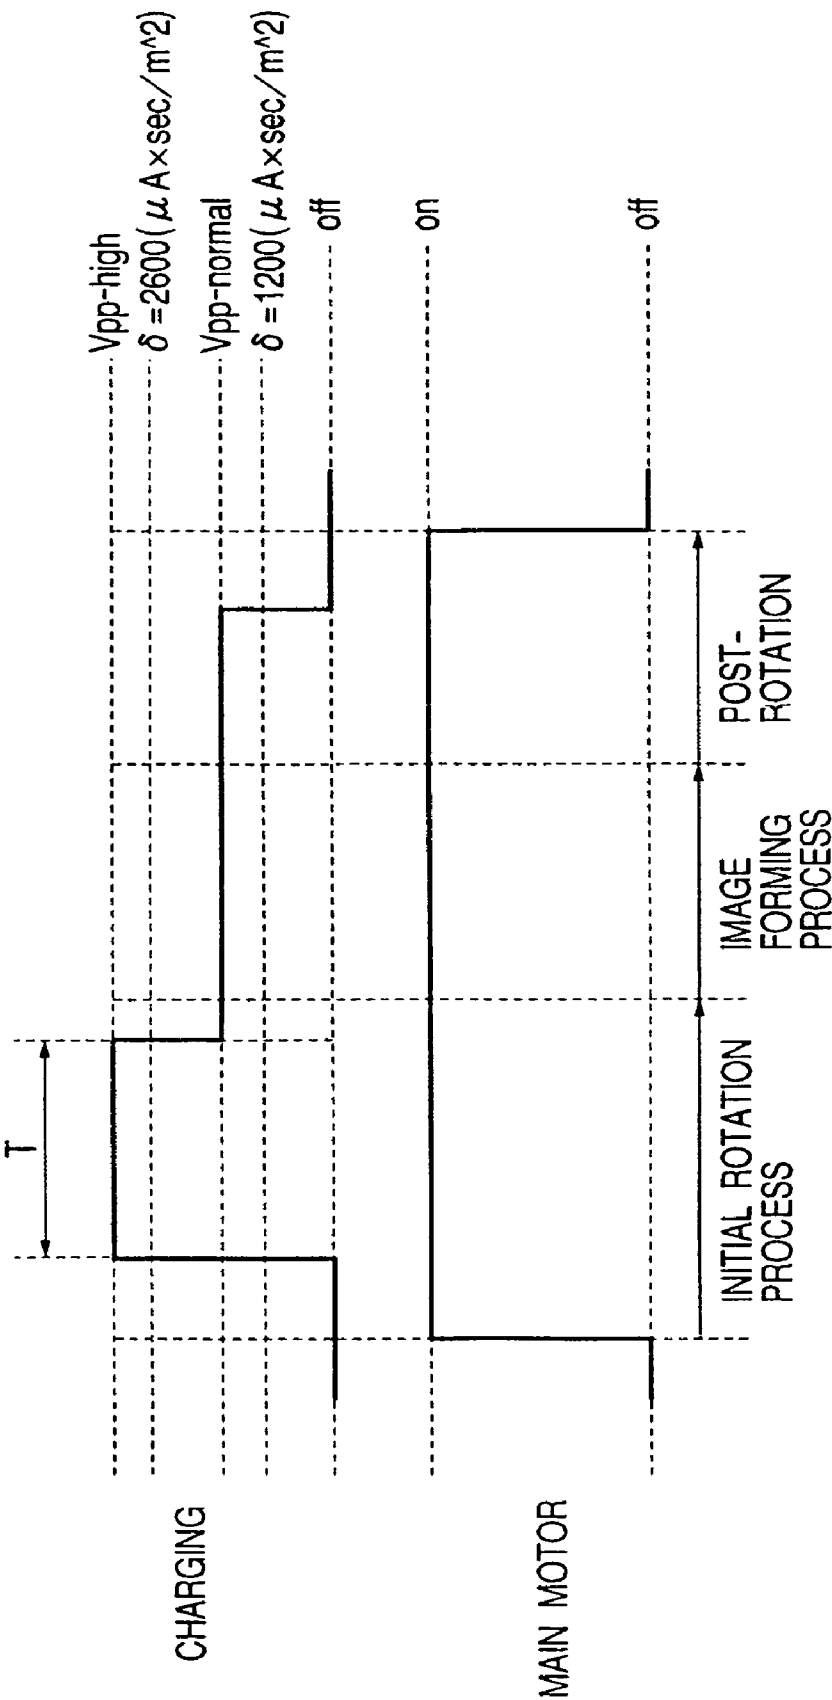 T
Vpp-high
δ=2600(μA×sec/m^2)
Vpp-normal
δ=1200(μA×sec/m^2)
off
CHARGING
on
off
MAIN MOTOR
INITIAL ROTATION
PROCESS
IMAGE
FORMING
PROCESS
POST-
ROTATION